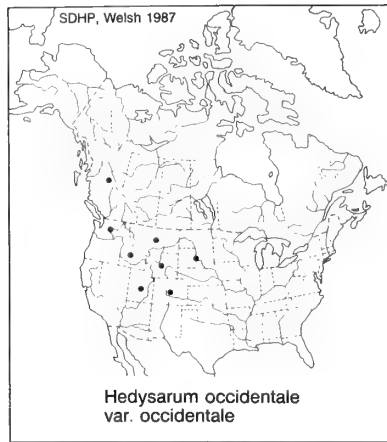 SDHP, Welsh 1987
Hedysarum occidentale
var. occidentale